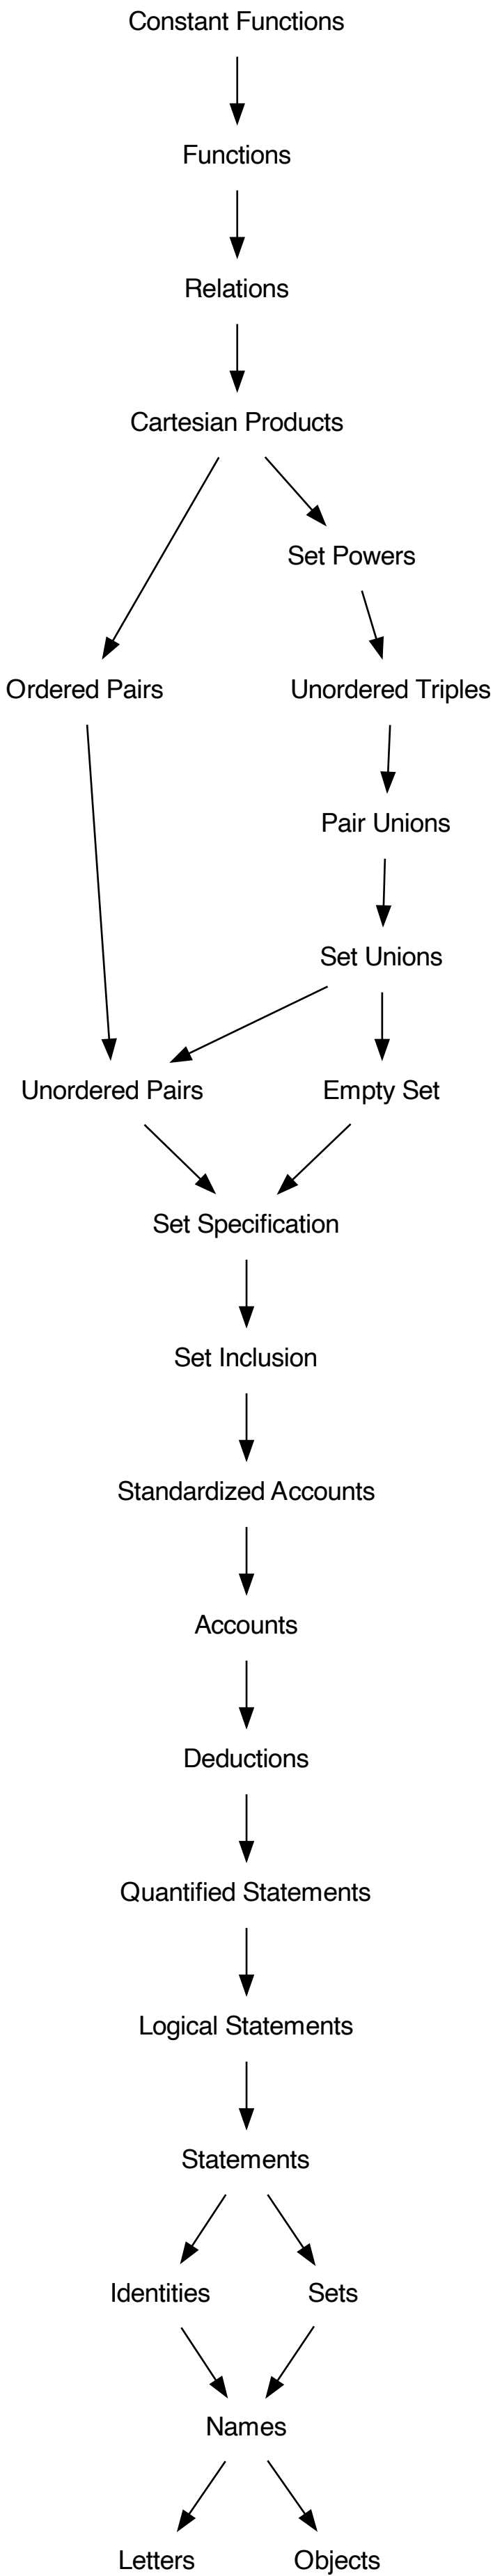 Constant Functions
Functions
Relations
Cartesian Products
Set Powers
Ordered Pairs
Unordered Triples
Pair Unions
Set Unions
Unordered Pairs
Empty Set
Set Specification
Set Inclusion
Standardized Accounts
Accounts
Deductions
Quantified Statements
Logical Statements
Statements
Identities
Sets
Names
Letters
Objects